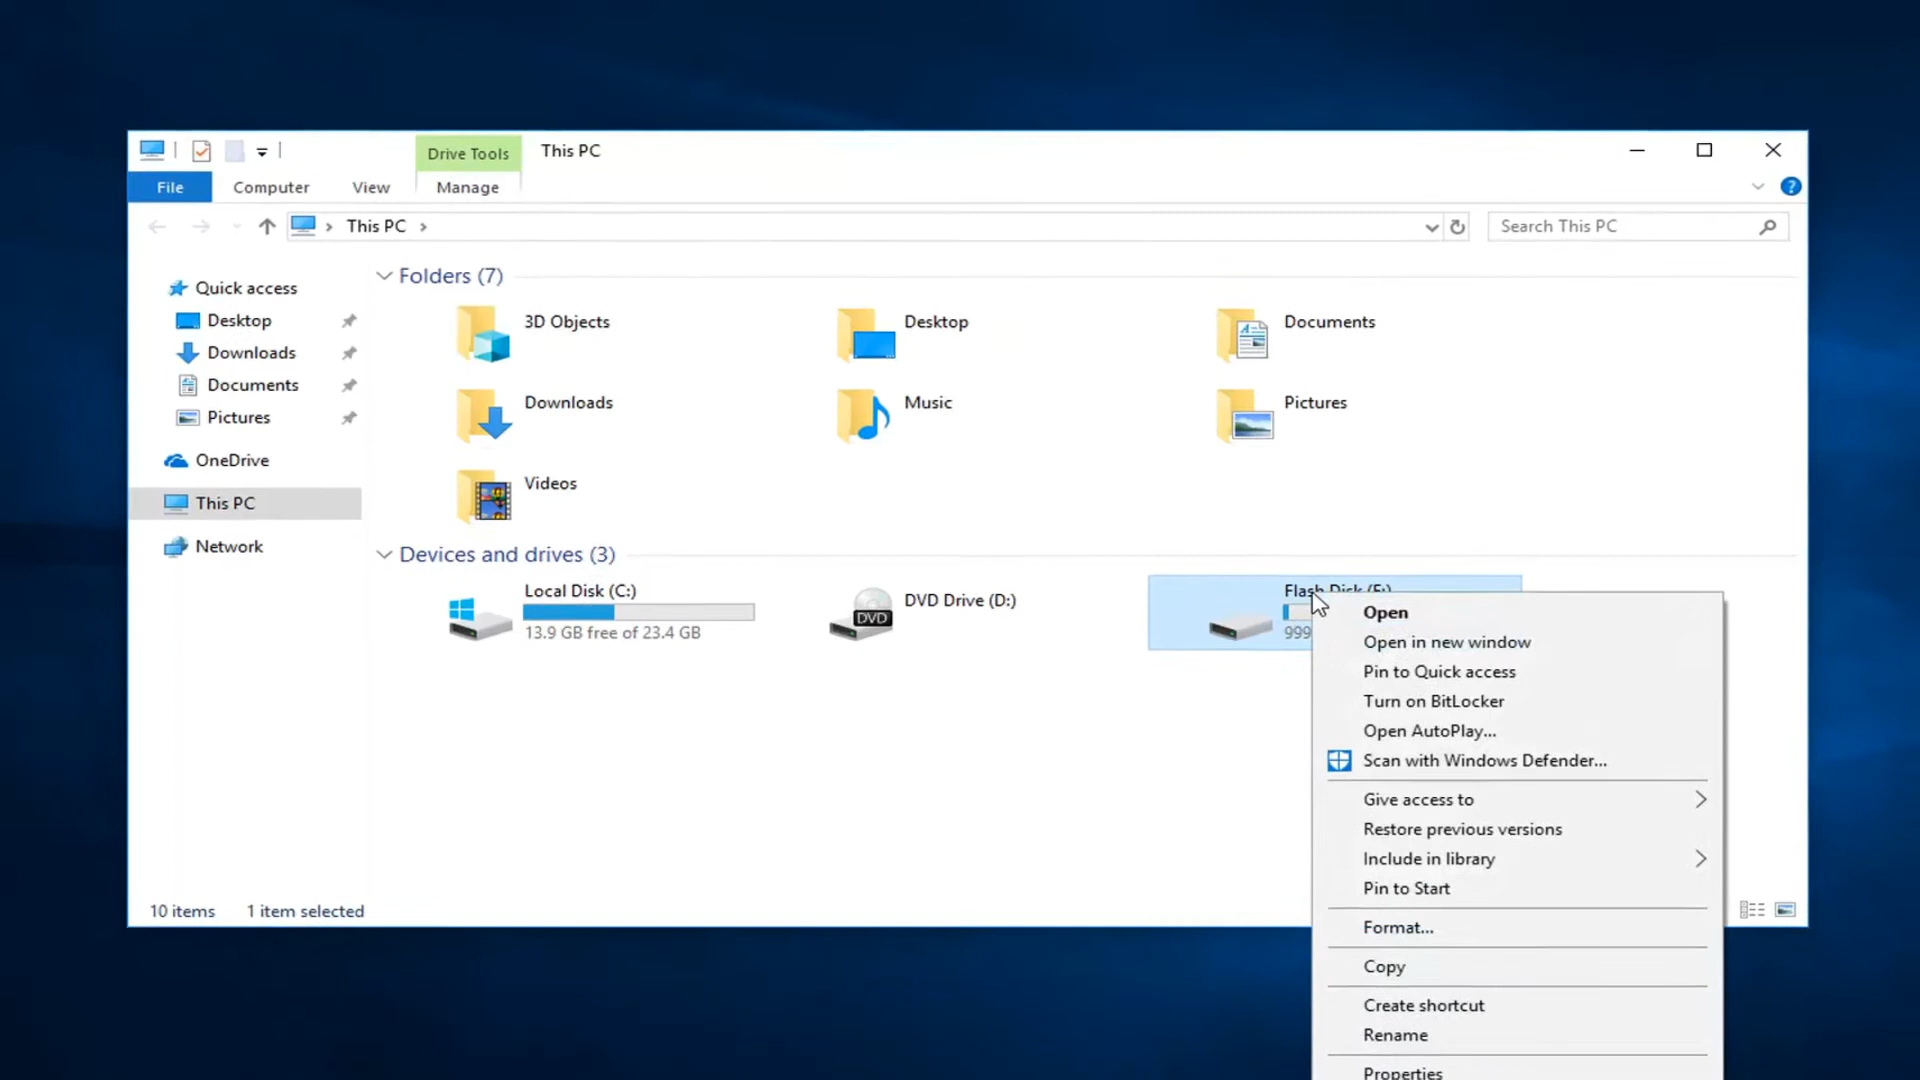 Drive Tools
This PC
File
Computer
View
Manage
This PC
Search This PC
Quick access
Desktop
Downloads
Documents
Pictures
OneDrive
This PC
Network
Folders (7)
3D Objects
Desktop
Documents
Downloads
Music
Pictures
Videos
Devices and drives (3)
Local Disk (C:)
13.9 GB free of 23.4 GB
DVD
DVD Drive (D:)
Flash Disk
999
Open
Open in new window
Pin to Quick access
Turn on BitLocker
Open AutoPlay...
Scan with Windows Defender...
Give access to
Restore previous versions
Include in library
Pin to Start
Format...
Copy
Create shortcut
Rename
Properties
10 items
1 item selected